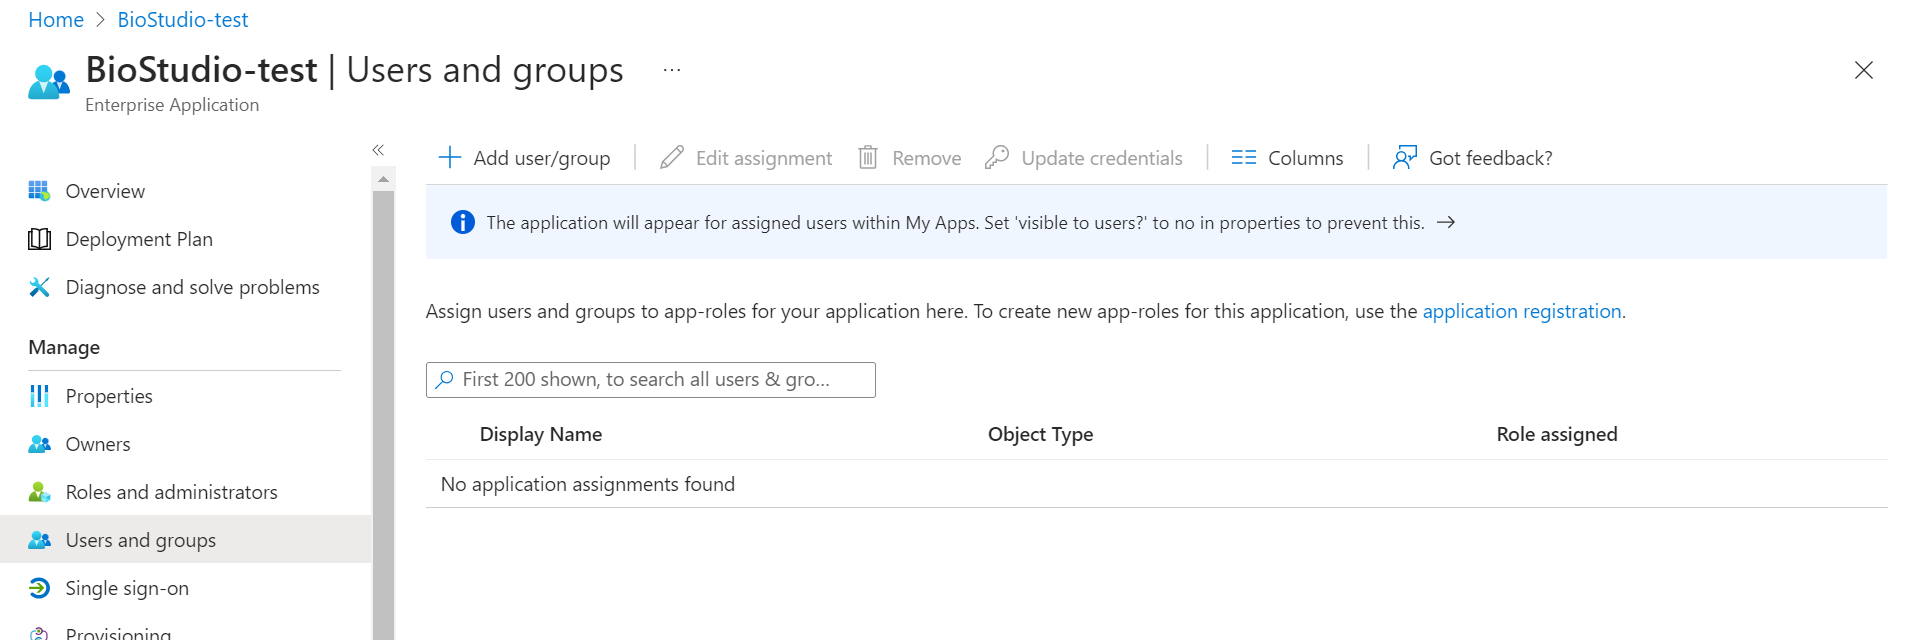 Home > BioStudio-test
BioStudio-test | Users and groups ...
Enterprise Application
Overview
Deployment Plan
Diagnose and solve problems
Manage
Properties
Owners
Roles and administrators
Users and groups
Single sign-on
Provisioning
Add user/group
Edit assignment
Remove
Update credentials
Columns
Got feedback?
The application will appear for assigned users within My Apps. Set 'visible to users?' to no in properties to prevent this. →
Assign users and groups to app-roles for your application here. To create new app-roles for this application, use the application registration.
First 200 shown, to search all users & gro...
Display Name Object Type Role assigned
No application assignments found